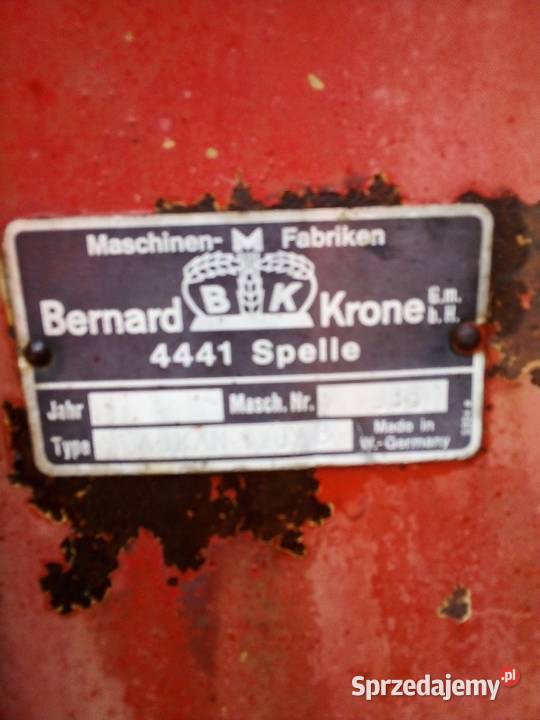 Maschinen- M Fabriken
B K
Bernard Krone G.m.b.H.
4441 Spelle
Jahr Masch. Nr.
Type Made in W.-Germany
Sprzedajemy.pl